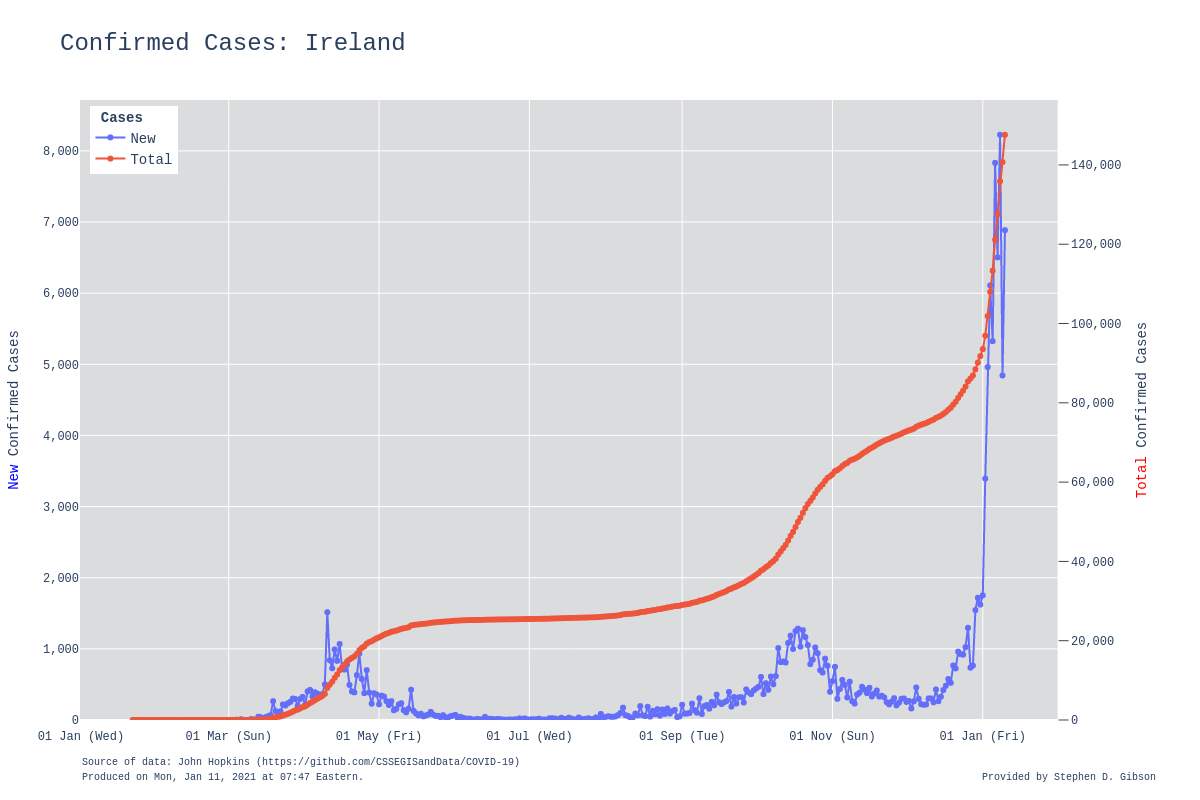 Confirmed Cases: Ireland
Cases
New
Total
8,000
7,000
6,000
5,000
4,000
3,000
2,000
1,000
0
New Confirmed Cases
140,000
120,000
100,000
80,000
60,000
40,000
20,000
0
Total Confirmed Cases
01 Jan (Wed) 01 Mar (Sun) 01 May (Fri) 01 Jul (Wed) 01 Sep (Tue) 01 Nov (Sun) 01 Jan (Fri)
Source of data: John Hopkins (https://github.com/CSSEGISandData/COVID-19)
Produced on Mon, Jan 11, 2021 at 07:47 Eastern.
Provided by Stephen D. Gibson